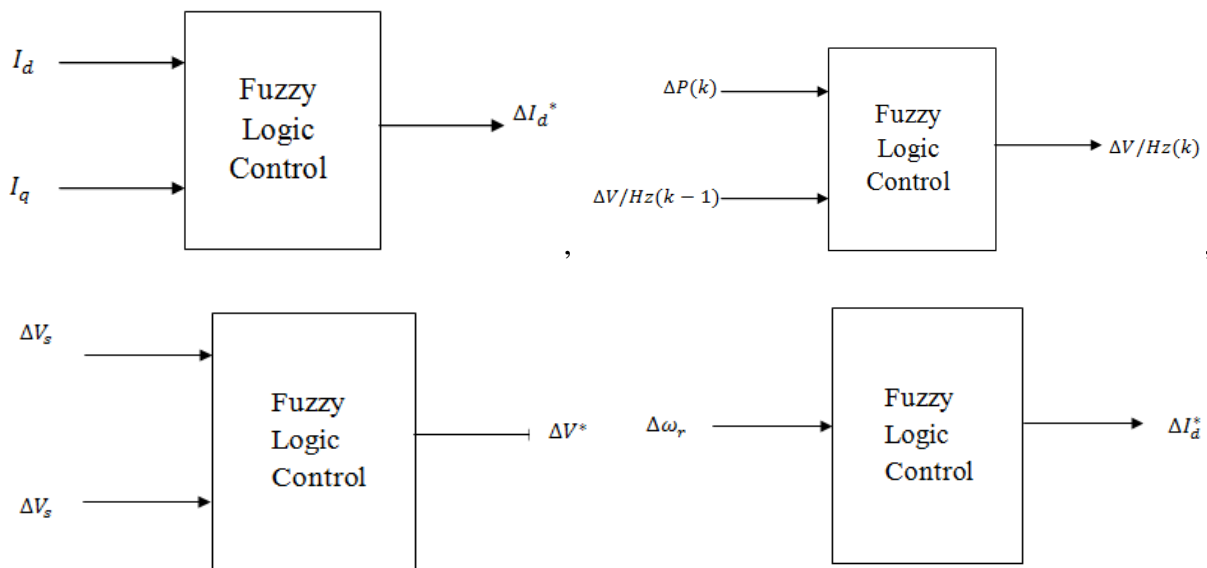 I_d
I_q
Fuzzy
Logic
Control
ΔI_d*
,
ΔP(k)
ΔV/Hz(k − 1)
Fuzzy
Logic
Control
ΔV/Hz(k)
,
ΔV_s
ΔV_s
Fuzzy
Logic
Control
ΔV*
Δω_r
Fuzzy
Logic
Control
ΔI_d*